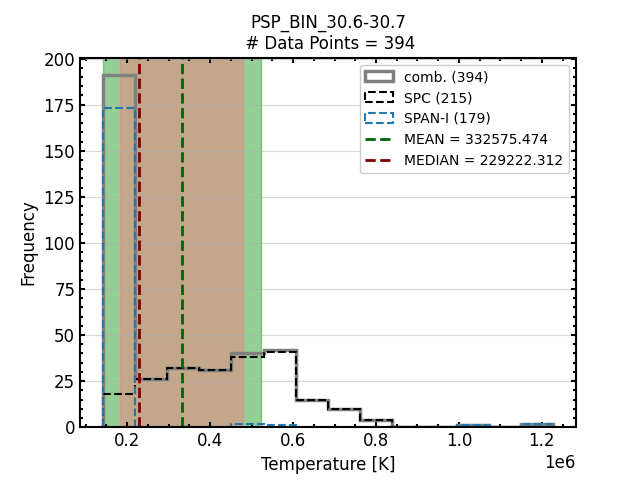 PSP_BIN_30.6-30.7
# Data Points = 394
200
175
150
125
100
75
50
25
0
Frequency
comb. (394)
SPC (215)
SPAN-I (179)
MEAN = 332575.474
MEDIAN = 229222.312
0.2 0.4 0.6 0.8 1.0 1.2
Temperature [K]
1e6